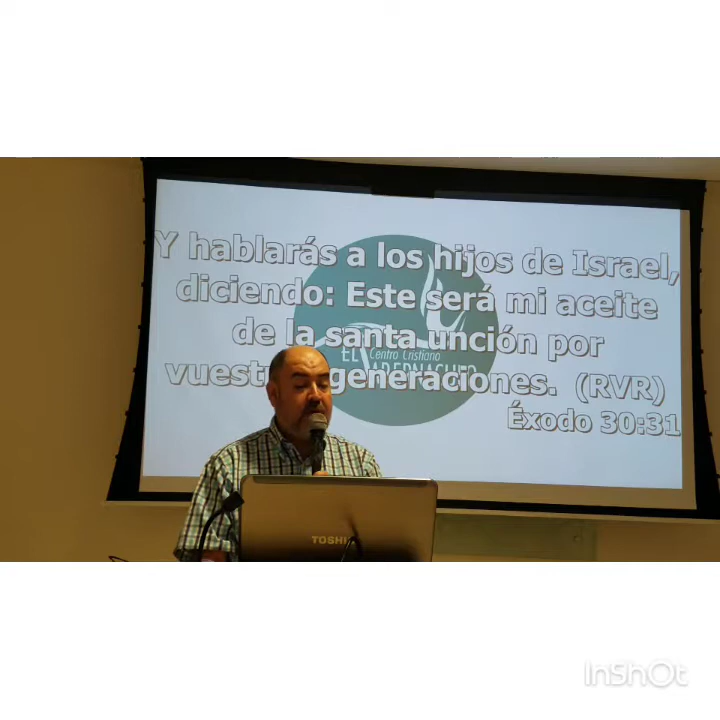 Y hablarás a los hijos de Israel,
diciendo: Este será mi aceite
de la santa unción por
generaciones. (RVR)
Éxodo 30:31
EL Centro Cristiano
TOSHI
InShOt